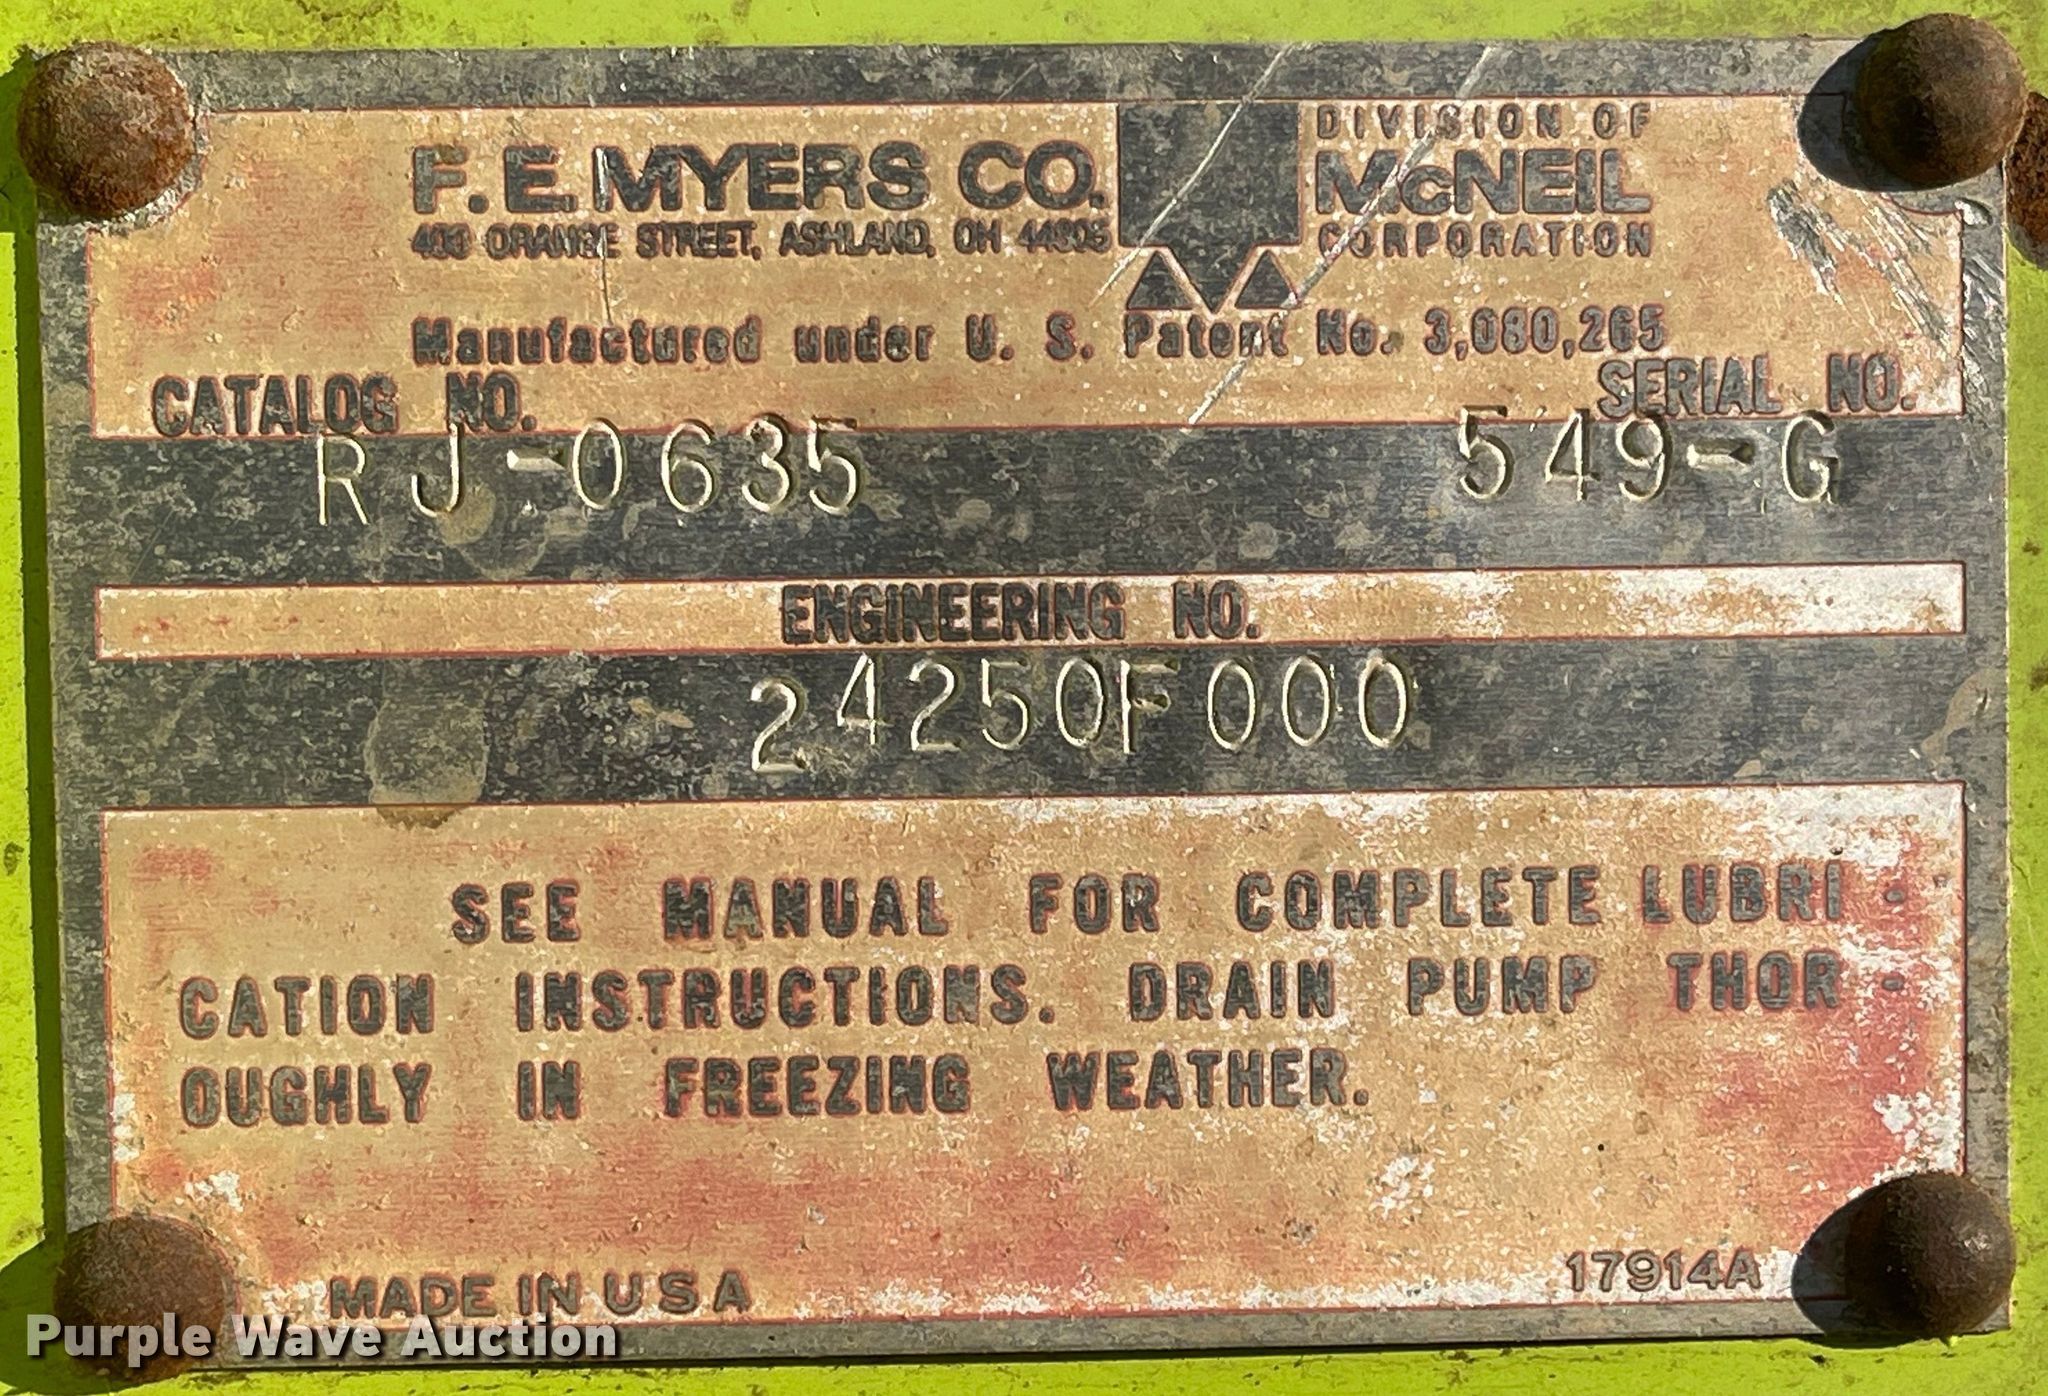 F. E. MYERS CO.
400 ORANGE STREET, ASHLAND, OH 44805
DIVISION OF
McNEIL
CORPORATION
Manufactured under U. S. Patent No. 3,080,265
CATALOG NO. SERIAL NO.
RJ-0635 549-G
ENGINEERING NO.
24250F000
SEE MANUAL FOR COMPLETE LUBRI-
CATION INSTRUCTIONS. DRAIN PUMP THOR-
OUGHLY IN FREEZING WEATHER.
MADE IN U S A 17914A
Purple Wave Auction